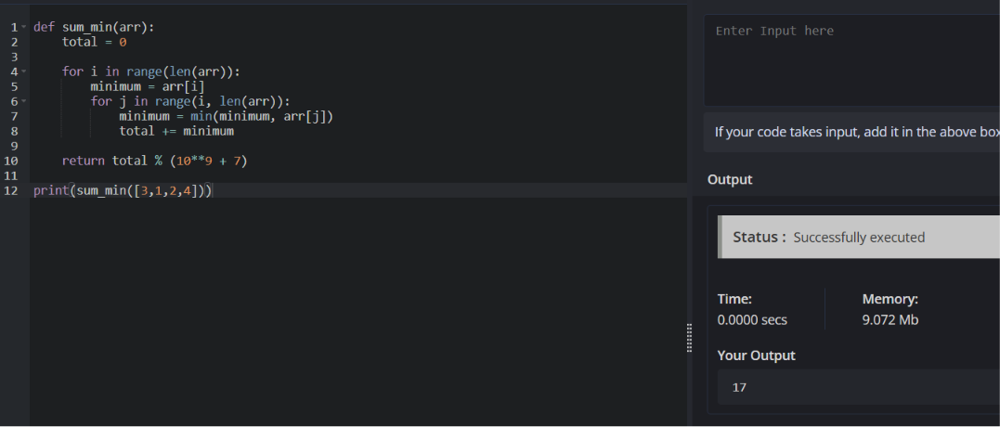 1 def sum_min(arr):
2     total = 0
3
4     for i in range(len(arr)):
5         minimum = arr[i]
6         for j in range(i, len(arr)):
7             minimum = min(minimum, arr[j])
8             total += minimum
9
10     return total % (10**9 + 7)
11
12 print(sum_min([3,1,2,4]))
Enter Input here
If your code takes input, add it in the above box
Output
Status : Successfully executed
Time: Memory:
0.0000 secs 9.072 Mb
Your Output
17